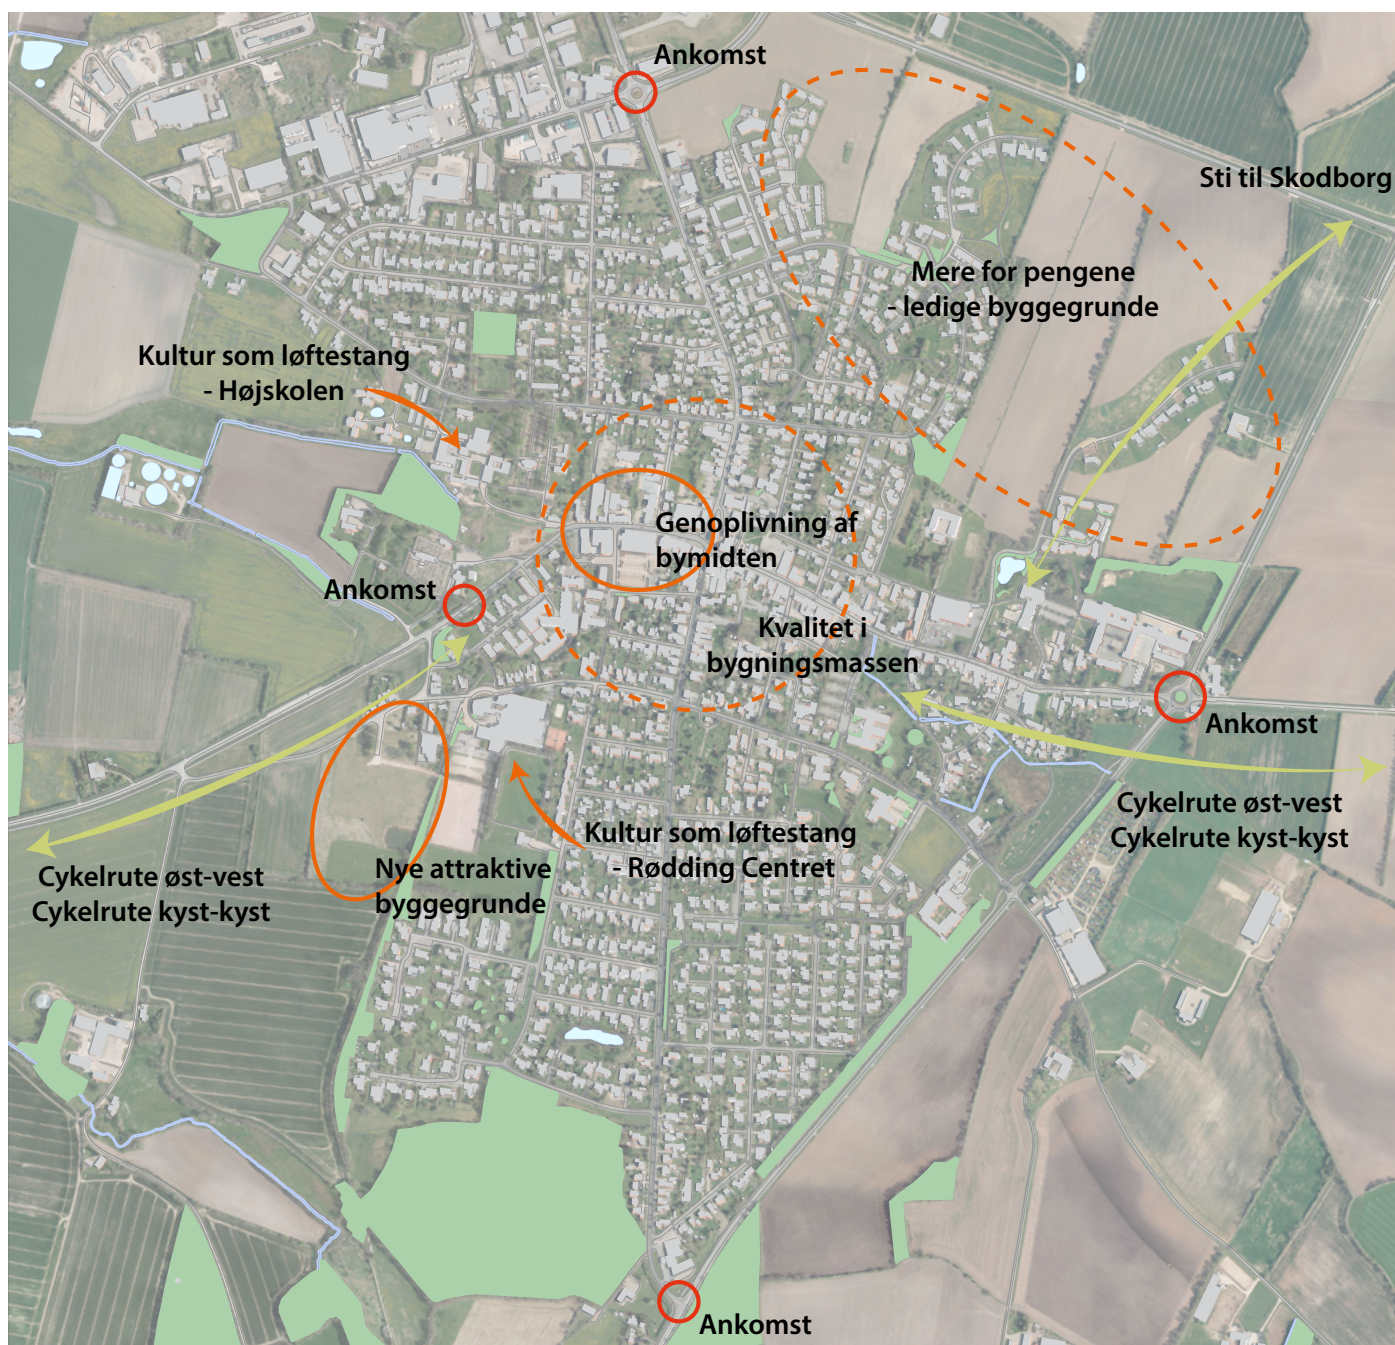 Ankomst
Sti til Skodborg
Mere for pengene
- ledige byggegrunde
Kultur som løftestang
- Højskolen
Genoplivning af
bymidten
Ankomst
Kvalitet i
bygningsmassen
Ankomst
Cykelrute øst-vest
Cykelrute kyst-kyst
Kultur som løftestang
- Rødding Centret
Nye attraktive
byggegrunde
Cykelrute øst-vest
Cykelrute kyst-kyst
Ankomst